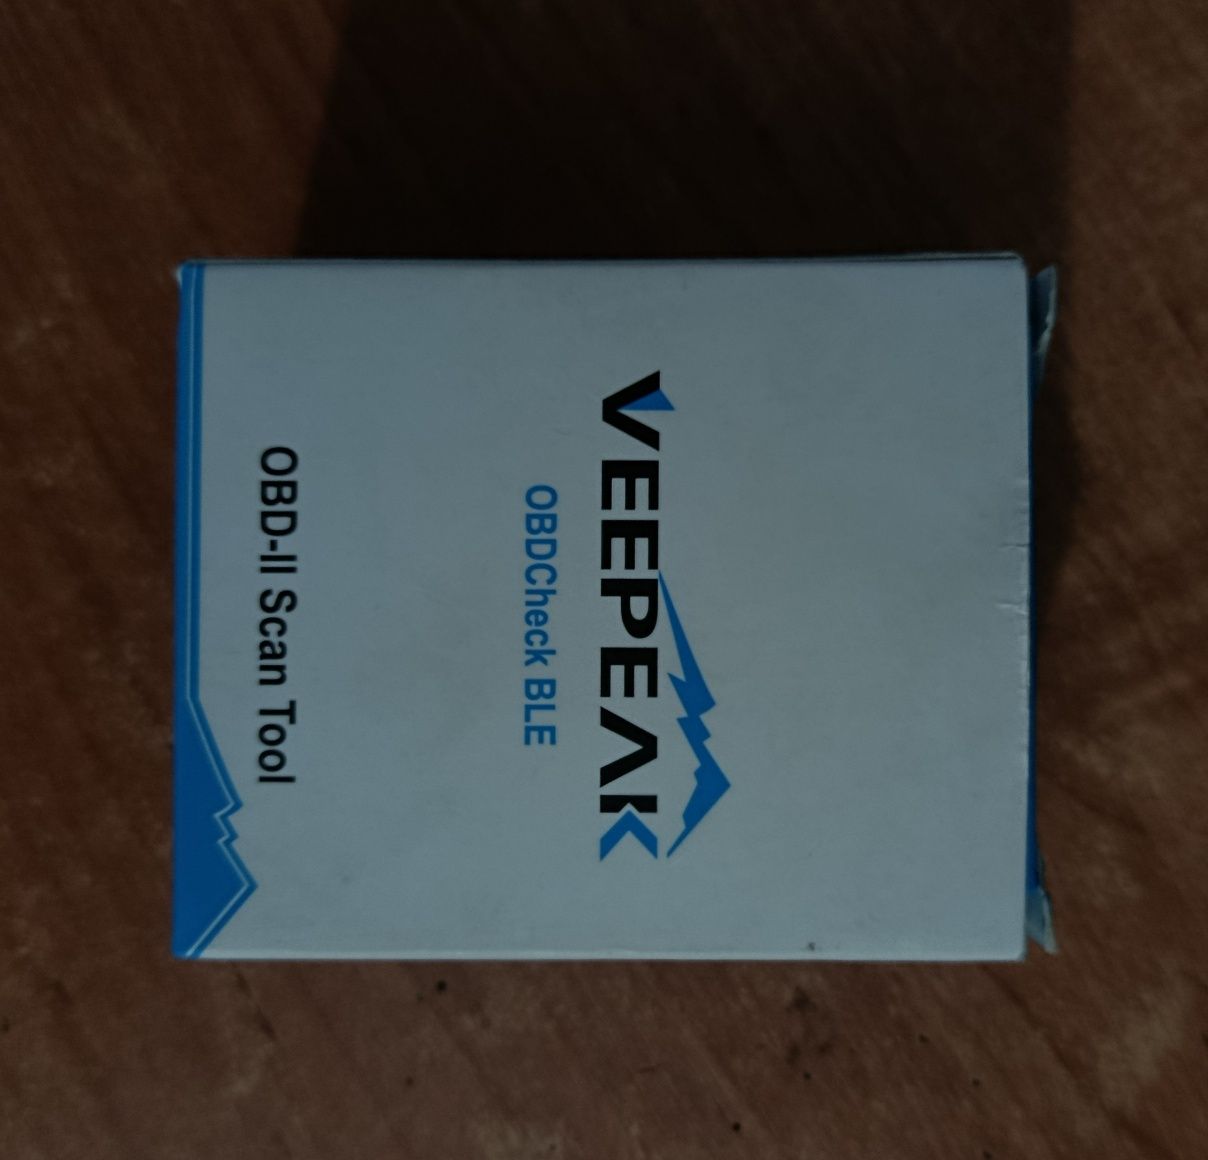 VEEPEAK
OBDCheck BLE
OBD-II Scan Tool